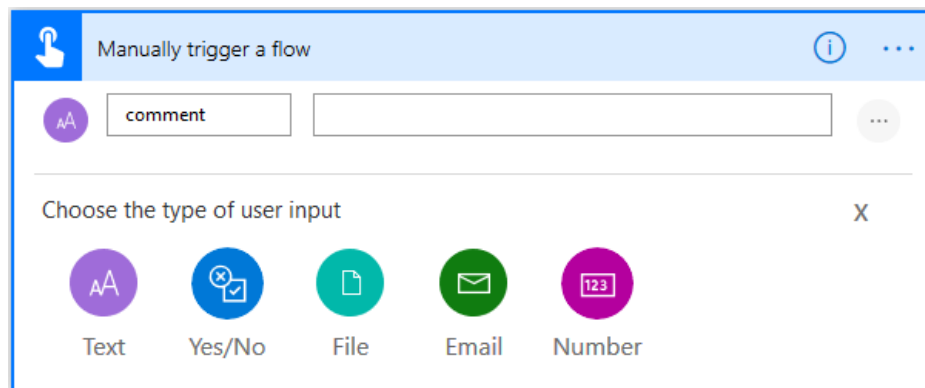 Manually trigger a flow
comment
Choose the type of user input
X
Text Yes/No File Email Number